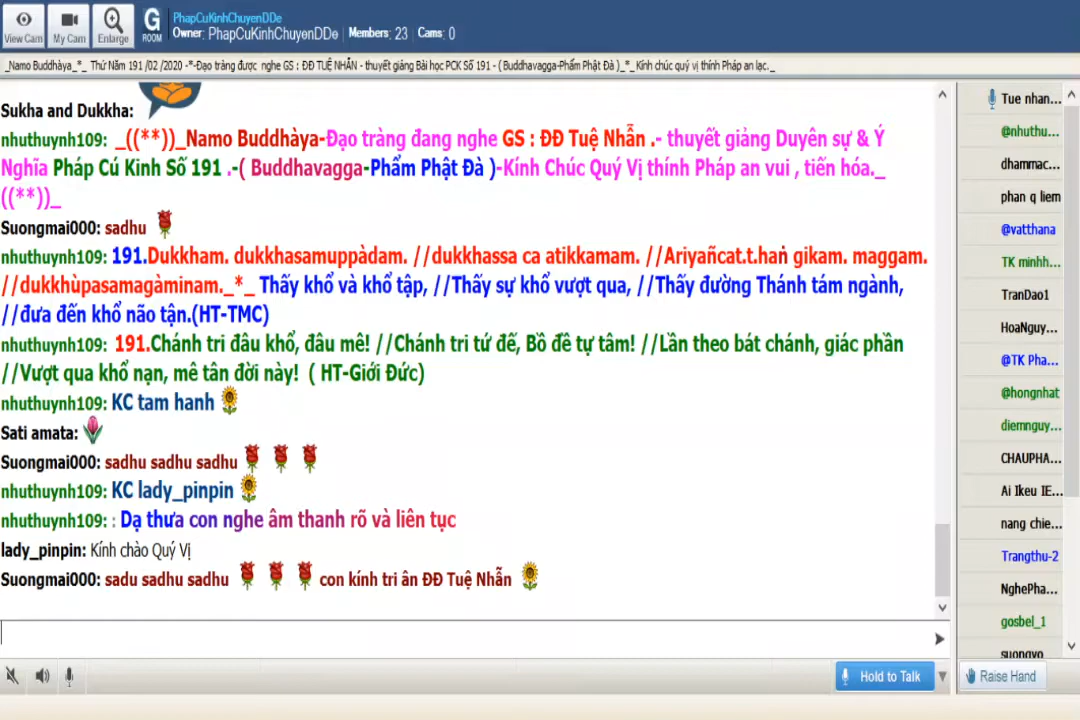 View Cam
My Cam
Enlarge
G
ROOM
PhapCuKinhChuyenDDe
Owner: PhapCuKinhChuyenDDe Members: 23 Cams: 0
_Namo Buddhàya_*_ Thứ Năm 191 /02 /2020 -*-Đạo tràng được nghe GS : ĐĐ TUỆ NHẪN - thuyết giảng Bài học PCK Số 191 - ( Buddhavagga-Phẩm Phật Đà )_*_Kính chúc quý vị thính Pháp an lạc._
Sukha and Dukkha:
nhuthuynh109: _((**))_Namo Buddhàya-Đạo tràng đang nghe GS : ĐĐ Tuệ Nhẫn .- thuyết giảng Duyên sự & Ý
Nghĩa Pháp Cú Kinh Số 191 .-( Buddhavagga-Phẩm Phật Đà )-Kính Chúc Quý Vị thính Pháp an vui , tiến hóa._
((**))_
Suongmai000: sadhu
nhuthuynh109: 191.Dukkham. dukkhasamuppàdam. //dukkhassa ca atikkamam. //Ariyañcat.t.haṅ gikam. maggam.
//dukkhùpasamagàminam._*_ Thấy khổ và khổ tập, //Thấy sự khổ vượt qua, //Thấy đường Thánh tám ngành,
//đưa đến khổ não tận.(HT-TMC)
nhuthuynh109: 191.Chánh tri đâu khổ, đâu mê! //Chánh tri tứ đế, Bồ đề tự tâm! //Lần theo bát chánh, giác phần
//Vượt qua khổ nạn, mê tân đời này! ( HT-Giới Đức)
nhuthuynh109: KC tam hanh
Sati amata:
Suongmai000: sadhu sadhu sadhu
nhuthuynh109: KC lady_pinpin
nhuthuynh109: : Dạ thưa con nghe âm thanh rõ và liên tục
lady_pinpin: Kính chào Quý Vị
Suongmai000: sadu sadhu sadhu con kính tri ân ĐĐ Tuệ Nhẫn
Hold to Talk
Tue nhan...
@nhuthu...
dhammac...
phan q liem
@vatthana
TK minhh...
TranDao1
HoaNguy...
@TK Pha...
@hongnhat
diemnguy...
CHAUPHA...
Ai Ikeu IE...
nang chie...
Trangthu-2
NghePha...
gosbel_1
suongvo
Raise Hand